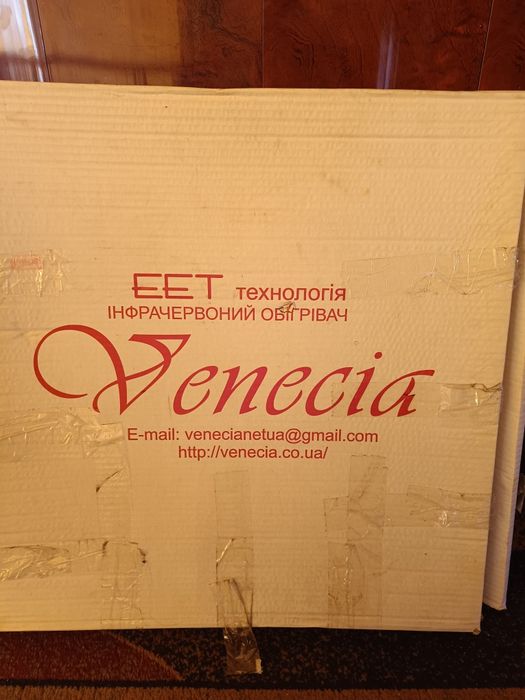 EET технологія
ІНФРАЧЕРВОНИЙ ОБІГРІВАЧ
Venecia
E-mail: venecianetua@gmail.com
http://venecia.co.ua/